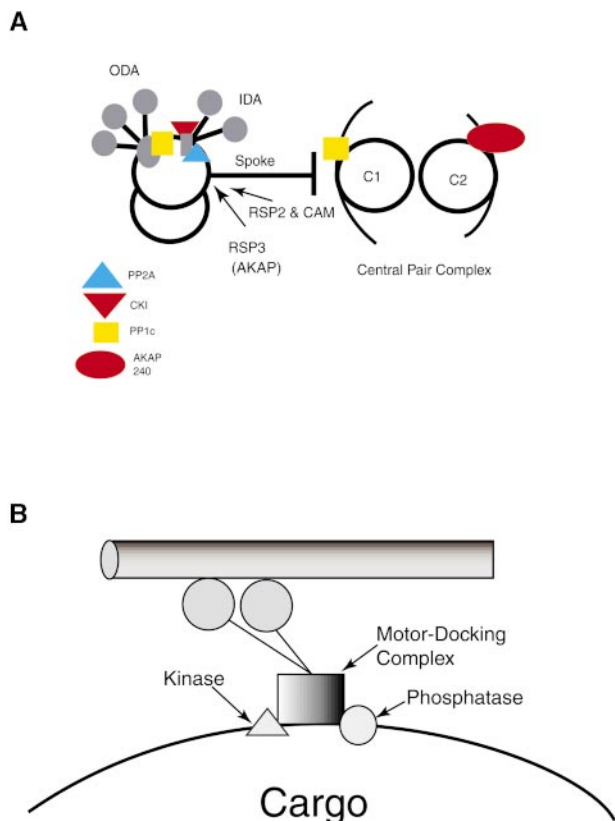 A
ODA
IDA
Spoke
C1
C2
RSP2 & CAM
RSP3
(AKAP)
Central Pair Complex
PP2A
CKI
PP1c
AKAP
240
B
Motor-Docking
Complex
Kinase
Phosphatase
Cargo